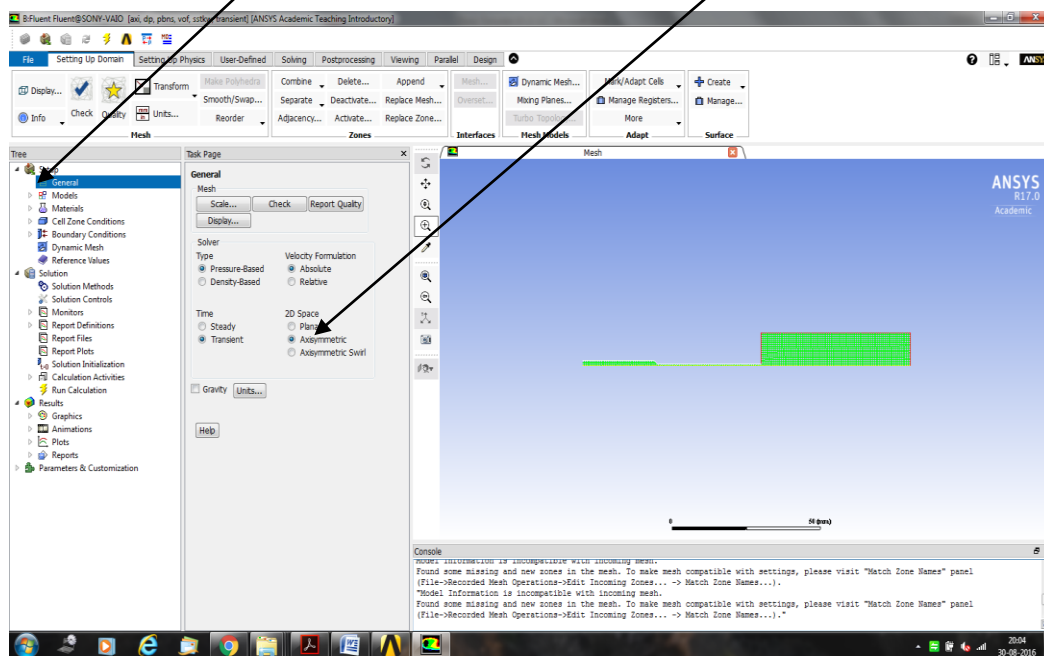 B:Fluent Fluent@SONY-VAIO [axi, dp, pbns, vof, sstkw, transient] [ANSYS Academic Teaching Introductory]
File Setting Up Domain Setting Up Physics User-Defined Solving Postprocessing Viewing Parallel Design
ANSYS
Display... Info Check Quality Transform Units... Make Polyhedra Smooth/Swap... Reorder
Mesh
Combine Delete... Append
Separate Deactivate... Replace Mesh...
Adjacency... Activate... Replace Zone...
Zones
Mesh...
Overset...
Interfaces
Dynamic Mesh...
Mixing Planes...
Turbo Topology...
Mesh Models
Mark/Adapt Cells
Manage Registers...
More
Adapt
Create
Manage...
Surface
Tree
Setup
General
Models
Materials
Cell Zone Conditions
Boundary Conditions
Dynamic Mesh
Reference Values
Solution
Solution Methods
Solution Controls
Monitors
Report Definitions
Report Files
Report Plots
Solution Initialization
Calculation Activities
Run Calculation
Results
Graphics
Animations
Plots
Reports
Parameters & Customization
Task Page x
General
Mesh
Scale... Check Report Quality
Display...
Solver
Type Velocity Formulation
Pressure-Based Absolute
Density-Based Relative
Time 2D Space
Steady Planar
Transient Axisymmetric
Axisymmetric Swirl
Gravity Units...
Help
Mesh
ANSYS
R17.0
Academic
0 50 (mm)
Console
Model Information is incompatible with incoming mesh.
Found some missing and new zones in the mesh. To make mesh compatible with settings, please visit "Match Zone Names" panel
(File->Recorded Mesh Operations->Edit Incoming Zones... -> Match Zone Names...).
"Model Information is incompatible with incoming mesh.
Found some missing and new zones in the mesh. To make mesh compatible with settings, please visit "Match Zone Names" panel
(File->Recorded Mesh Operations->Edit Incoming Zones... -> Match Zone Names...)."
20:04
30-08-2016